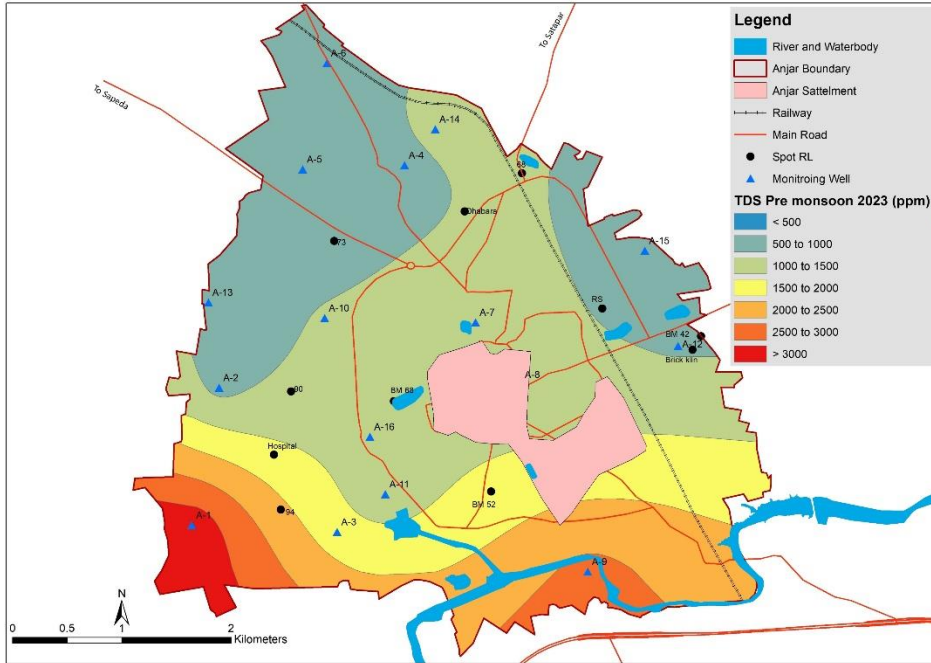 Legend
River and Waterbody
Anjar Boundary
Anjar Sattelment
Railway
Main Road
Spot RL
Monitroing Well
TDS Pre monsoon 2023 (ppm)
< 500
500 to 1000
1000 to 1500
1500 to 2000
2000 to 2500
2500 to 3000
> 3000
To Satapar
To Sapeda
A-6
A-14
A-5
A-4
68
Dhabara
73
A-15
A-13
A-10
A-7
RS
BM 42
A-12
Brick klin
A-2
90
BM 68
A-8
A-16
Hospital
A-11
BM 52
94
A-1
A-3
A-9
N
0 0.5 1 2
Kilometers